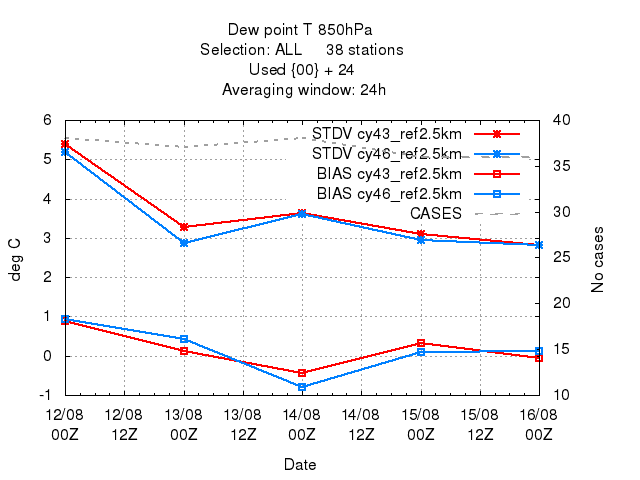 Dew point T 850hPa
Selection: ALL 38 stations
Used {00} + 24
Averaging window: 24h
6 40
STDV cy43_ref2.5km
STDV cy46_ref2.5km
BIAS cy43_ref2.5km
BIAS cy46_ref2.5km
CASES
5
4
3
2
1
0
-1
35
30
25
20
15
10
deg C
No cases
12/08 12/08 13/08 13/08 14/08 14/08 15/08 15/08 16/08
00Z 12Z 00Z 12Z 00Z 12Z 00Z 12Z 00Z
Date